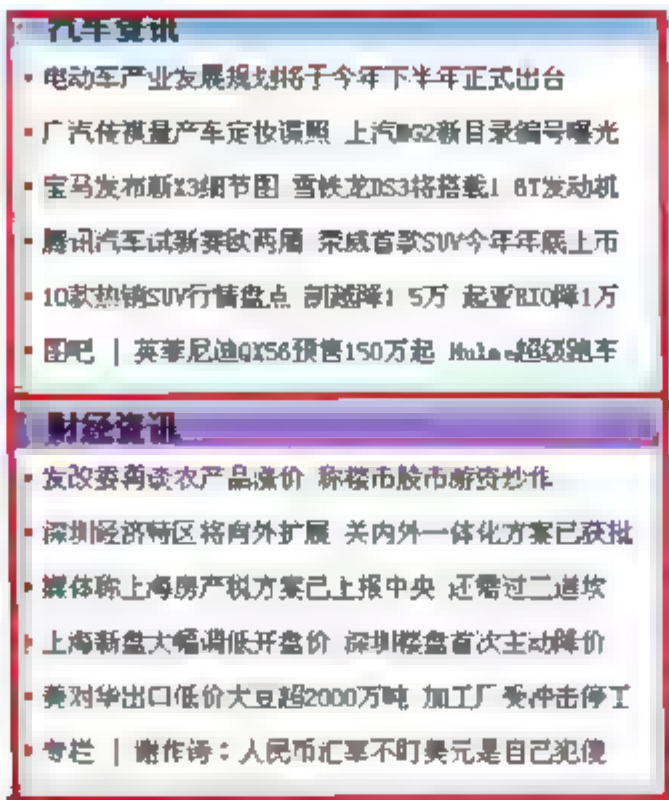 汽车资讯
电动车产业发展规划将于今年下半年正式出台
广汽传祺量产车定妆谍照 上汽MG2新目录编号曝光
宝马发布新X3细节图 雪铁龙DS3将搭载1.6T发动机
腾讯汽车试新赛欧两厢 荣威首款SUV今年年底上市
10款热销SUV行情盘点 新越降1.5万 起亚RIO降1万
图吧 | 英菲尼迪QX56预售150万起 Hulme超级跑车
财经资讯
发改委再谈农产品涨价 称楼市股市游资炒作
深圳经济特区将向外扩展 关内外一体化方案已获批
媒体称上海房产税方案已上报中央 还需过二道坎
上海新盘大幅调低开盘价 深圳楼盘首次主动降价
美对华出口低价大豆超2000万吨 加工厂受冲击停工
专栏 | 谢作诗：人民币汇率不盯美元是自己犯傻